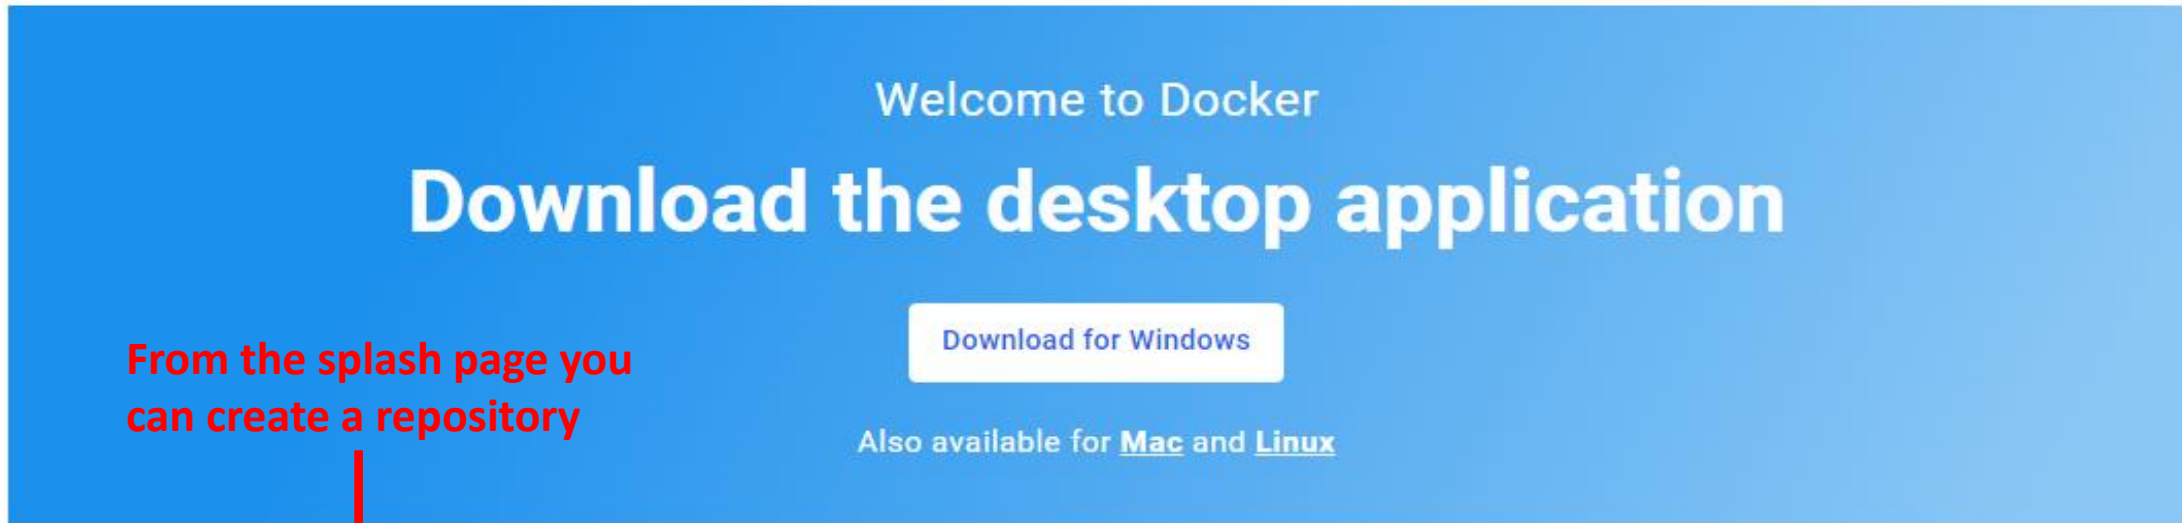 Welcome to Docker
Download the desktop application
Download for Windows
From the splash page you
can create a repository
Also available for Mac and Linux